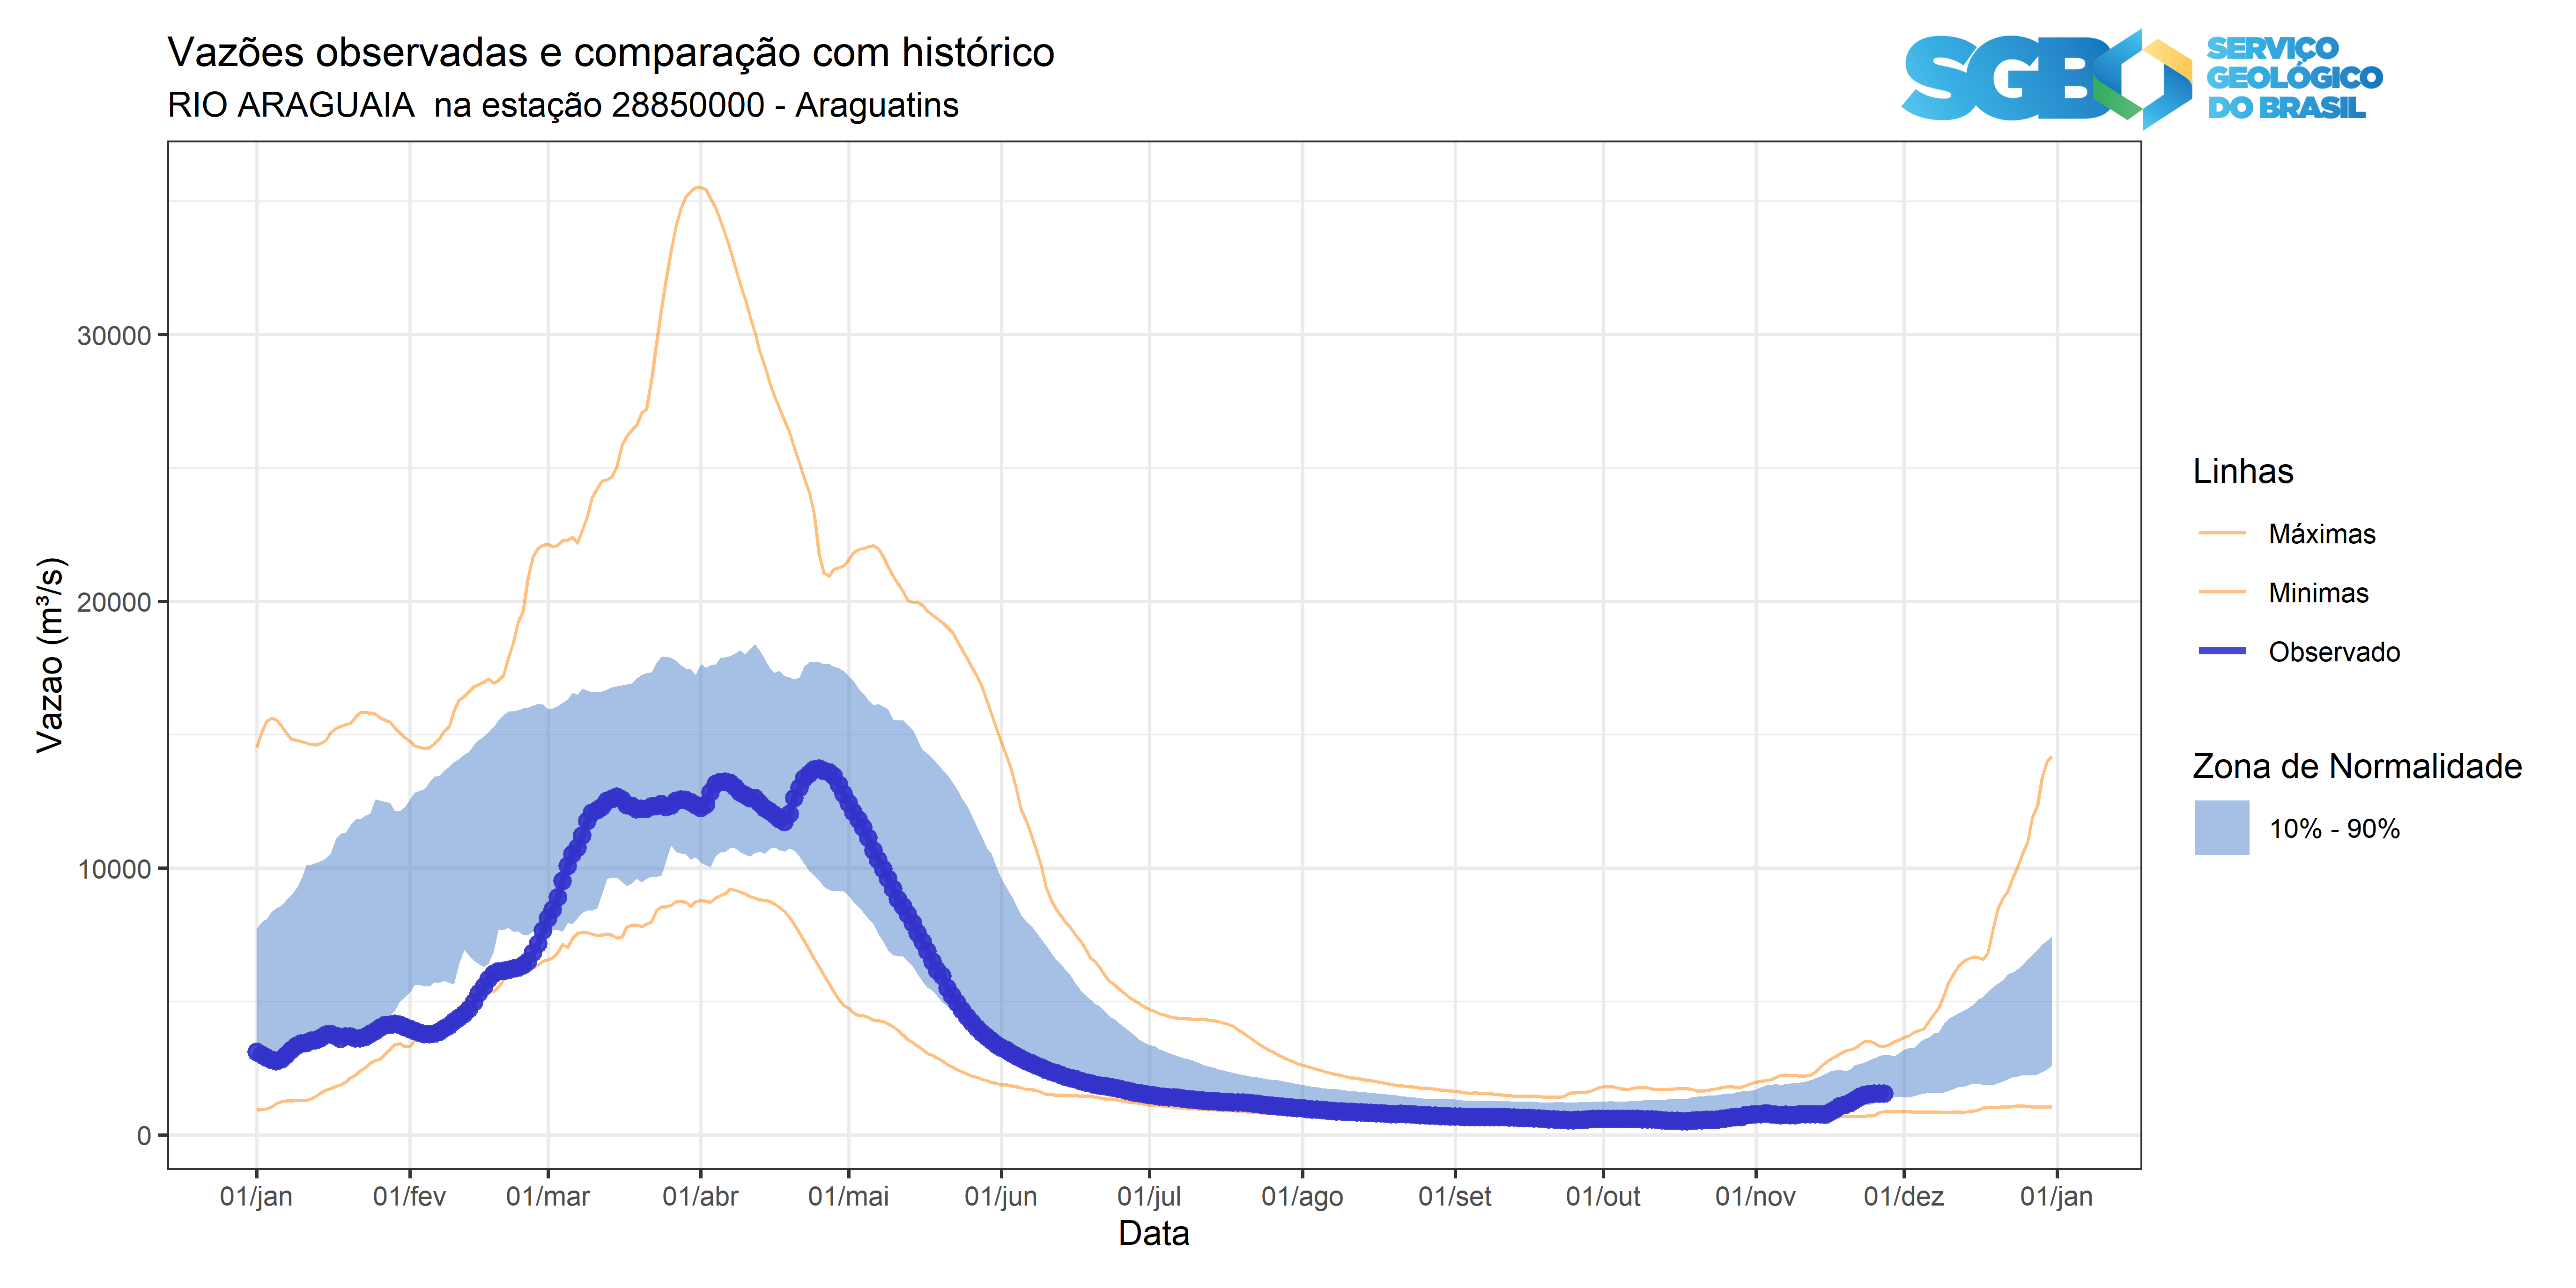 Vazões observadas e comparação com histórico
RIO ARAGUAIA  na estação 28850000 - Araguatins
SGB
SERVIÇO
GEOLÓGICO
DO BRASIL
Vazao (m³/s)
30000
20000
10000
0
01/jan
01/fev
01/mar
01/abr
01/mai
01/jun
01/jul
01/ago
01/set
01/out
01/nov
01/dez
01/jan
Data
Linhas
Máximas
Minimas
Observado
Zona de Normalidade
10% - 90%